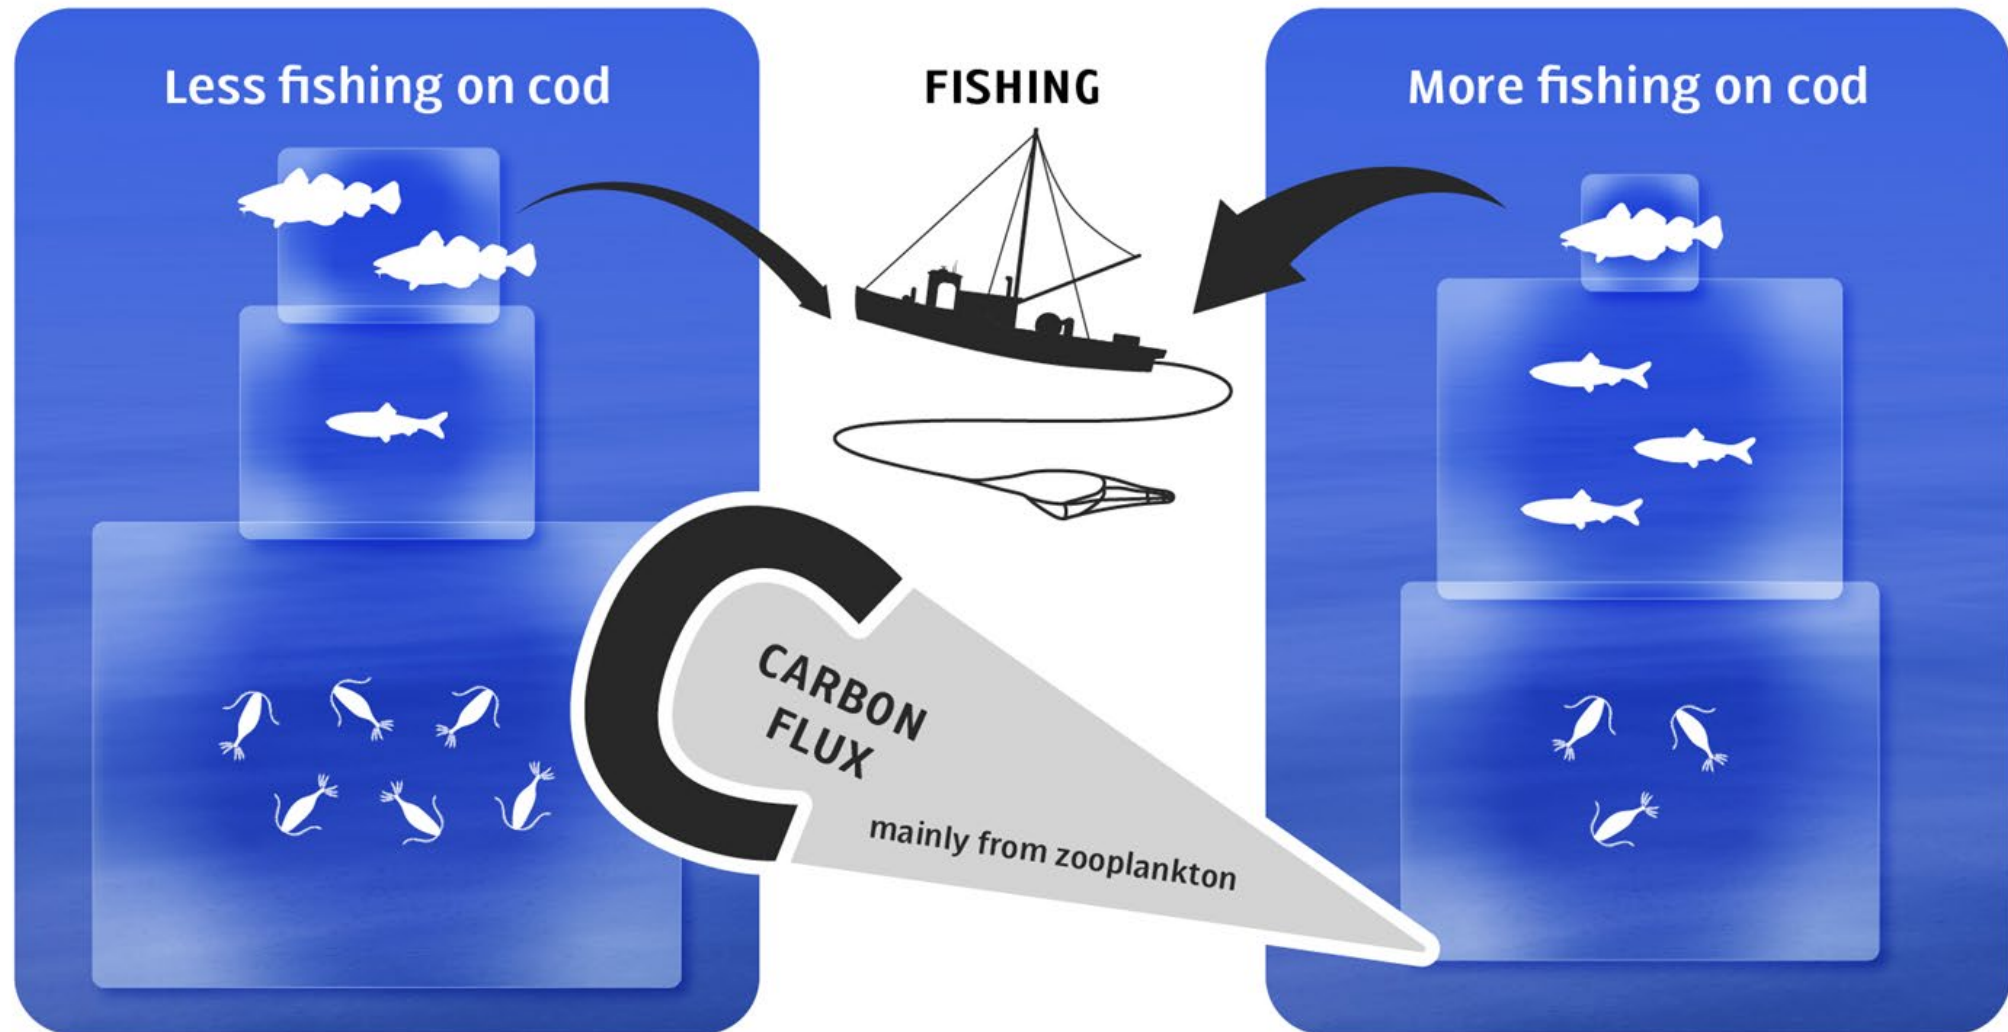 Less fishing on cod
FISHING
More fishing on cod
CARBON
FLUX
mainly from zooplankton